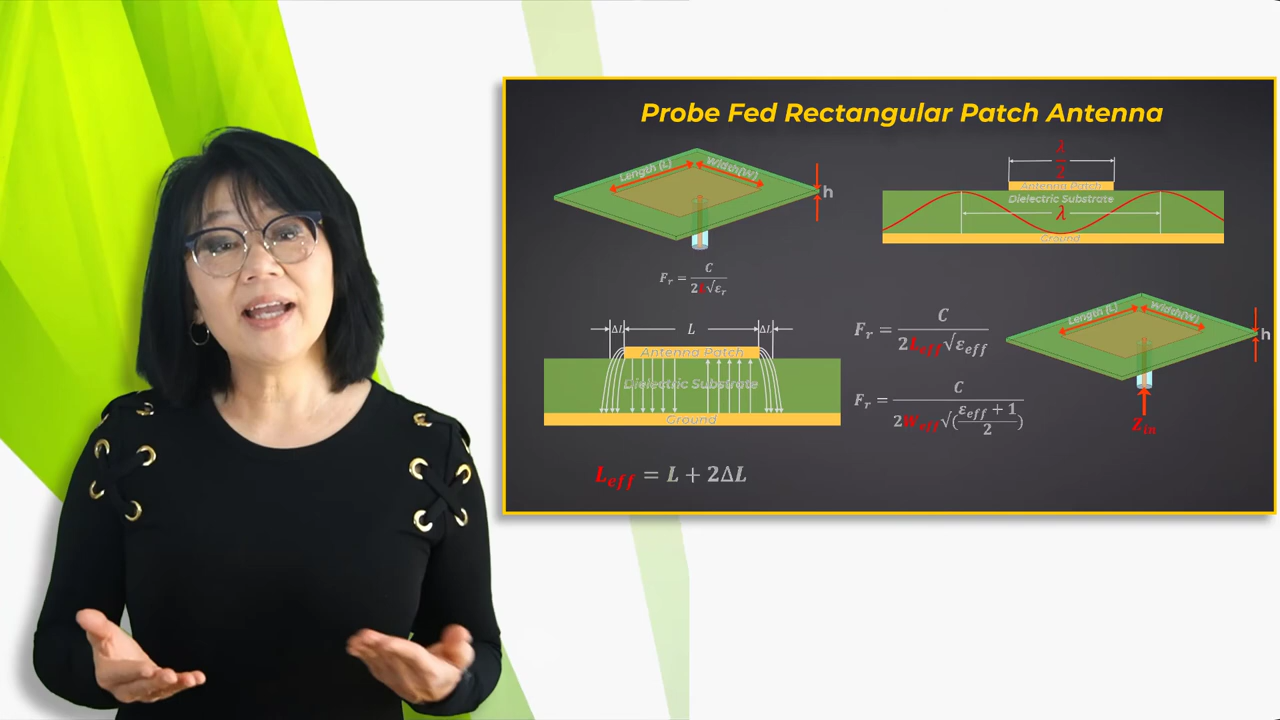 Probe Fed Rectangular Patch Antenna
Length (L)
Width(W)
h
F_r = C / 2L√ε_r
λ/2
Antenna Patch
Dielectric Substrate
λ
Ground
ΔL
L
ΔL
Antenna Patch
Dielectric Substrate
Ground
L_eff = L + 2ΔL
F_r = C / 2L_eff√ε_eff
F_r = C / 2W_eff√((ε_eff + 1)/2)
Length (L)
Width(W)
h
Z_in